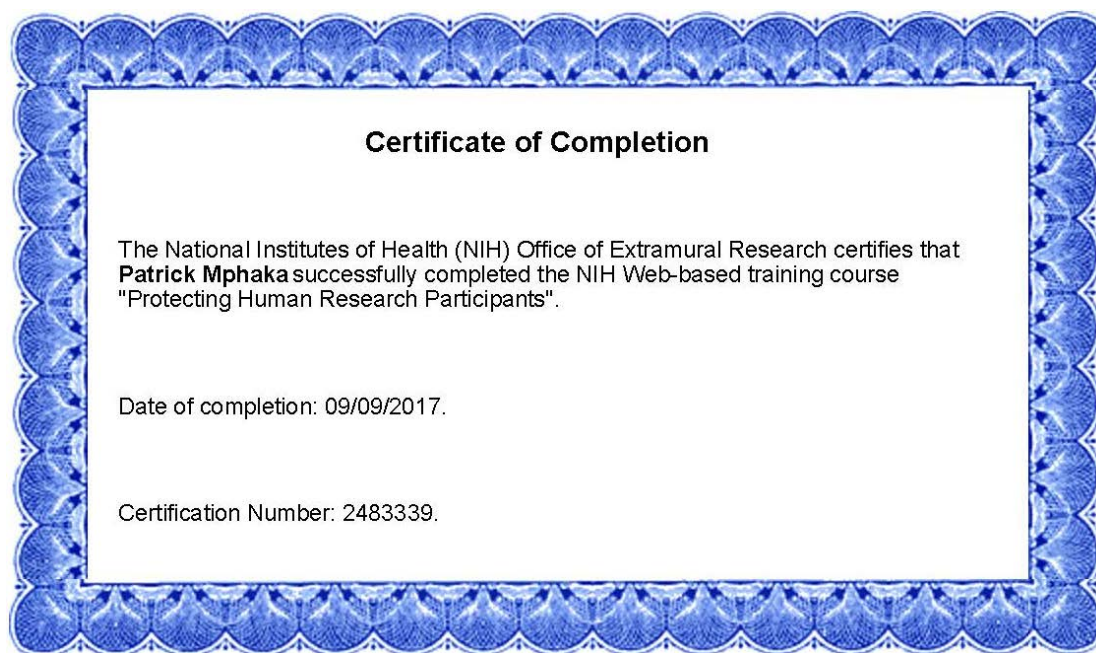 Certificate of Completion
The National Institutes of Health (NIH) Office of Extramural Research certifies that
Patrick Mphaka successfully completed the NIH Web-based training course
"Protecting Human Research Participants".
Date of completion: 09/09/2017.
Certification Number: 2483339.